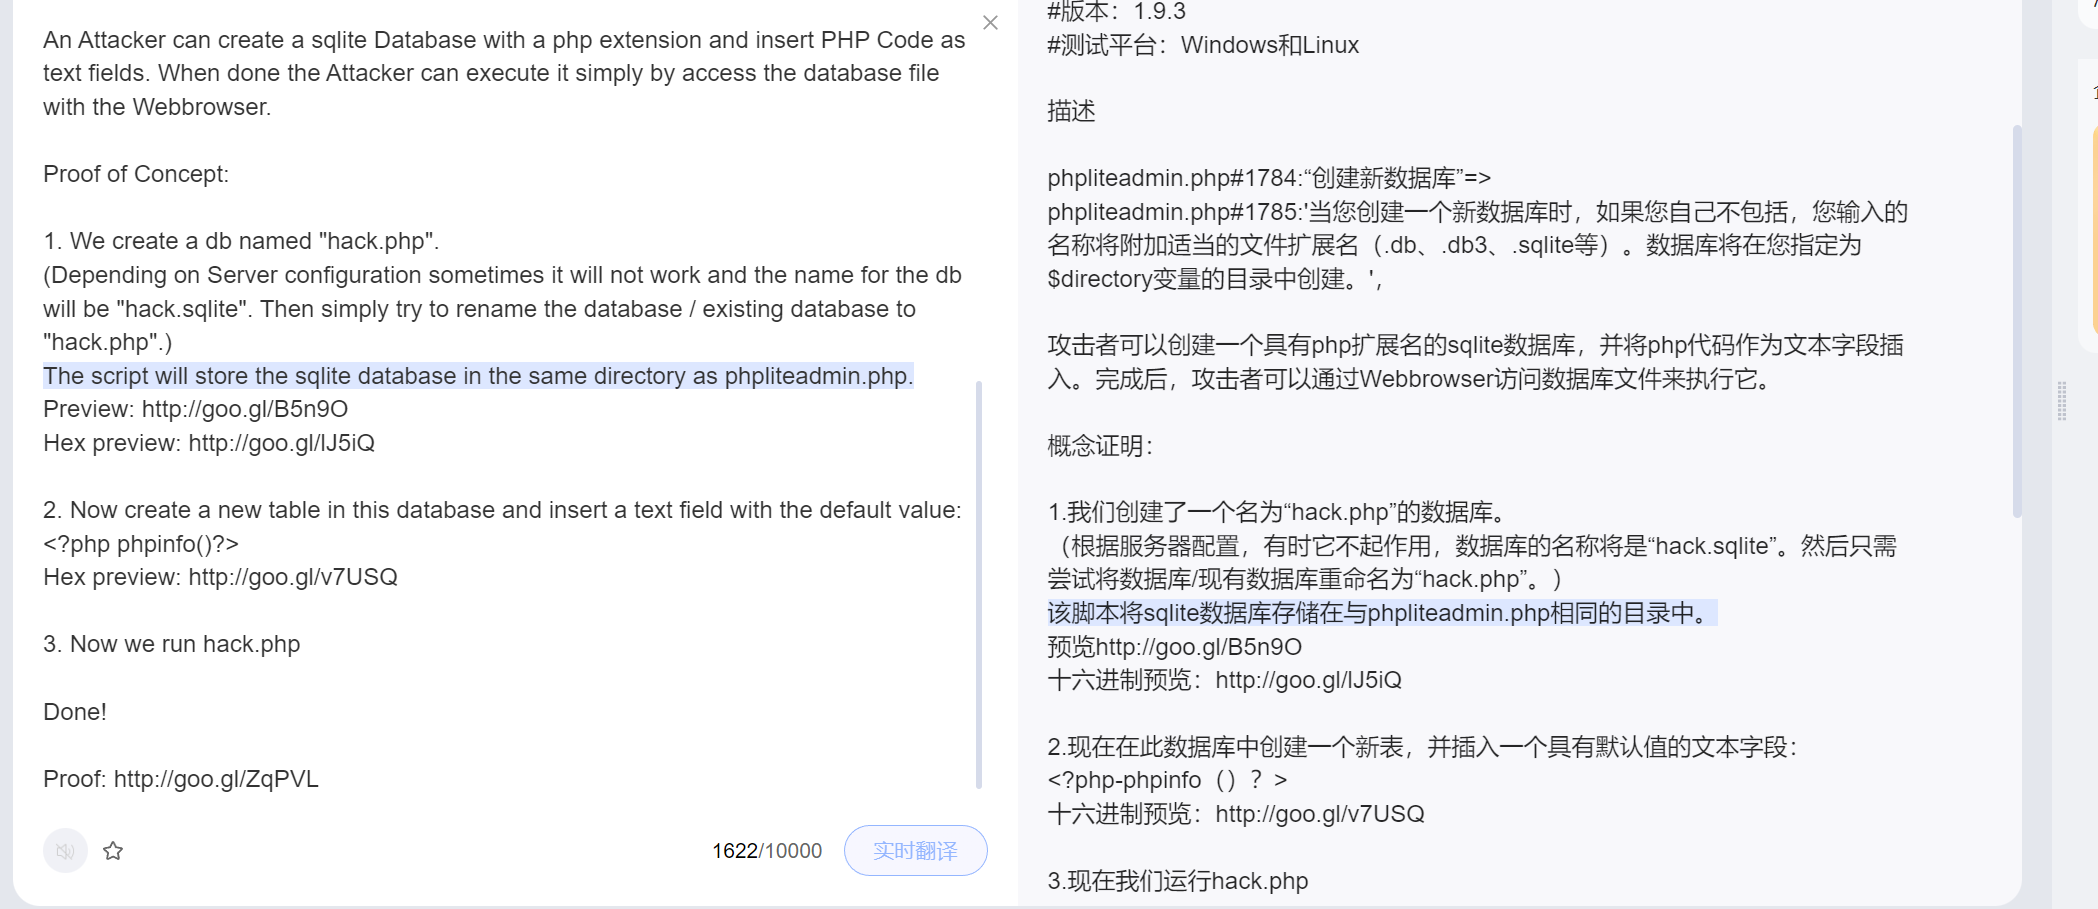 An Attacker can create a sqlite Database with a php extension and insert PHP Code as
text fields. When done the Attacker can execute it simply by access the database file
with the Webbrowser.
Proof of Concept:
1. We create a db named "hack.php".
(Depending on Server configuration sometimes it will not work and the name for the db
will be "hack.sqlite". Then simply try to rename the database / existing database to
"hack.php".)
The script will store the sqlite database in the same directory as phpliteadmin.php.
Preview: http://goo.gl/B5n9O
Hex preview: http://goo.gl/lJ5iQ
2. Now create a new table in this database and insert a text field with the default value:
<?php phpinfo()?>
Hex preview: http://goo.gl/v7USQ
3. Now we run hack.php
Done!
Proof: http://goo.gl/ZqPVL
1622/10000
实时翻译
#版本：1.9.3
#测试平台：Windows和Linux
描述
phpliteadmin.php#1784:“创建新数据库”=>
phpliteadmin.php#1785:'当您创建一个新数据库时，如果您自己不包括，您输入的
名称将附加适当的文件扩展名（.db、.db3、.sqlite等）。数据库将在您指定为
$directory变量的目录中创建。',
攻击者可以创建一个具有php扩展名的sqlite数据库，并将php代码作为文本字段插
入。完成后，攻击者可以通过Webbrowser访问数据库文件来执行它。
概念证明：
1.我们创建了一个名为“hack.php”的数据库。
（根据服务器配置，有时它不起作用，数据库的名称将是“hack.sqlite”。然后只需
尝试将数据库/现有数据库重命名为“hack.php”。）
该脚本将sqlite数据库存储在与phpliteadmin.php相同的目录中。
预览http://goo.gl/B5n9O
十六进制预览：http://goo.gl/lJ5iQ
2.现在在此数据库中创建一个新表，并插入一个具有默认值的文本字段：
<?php-phpinfo（）？>
十六进制预览：http://goo.gl/v7USQ
3.现在我们运行hack.php